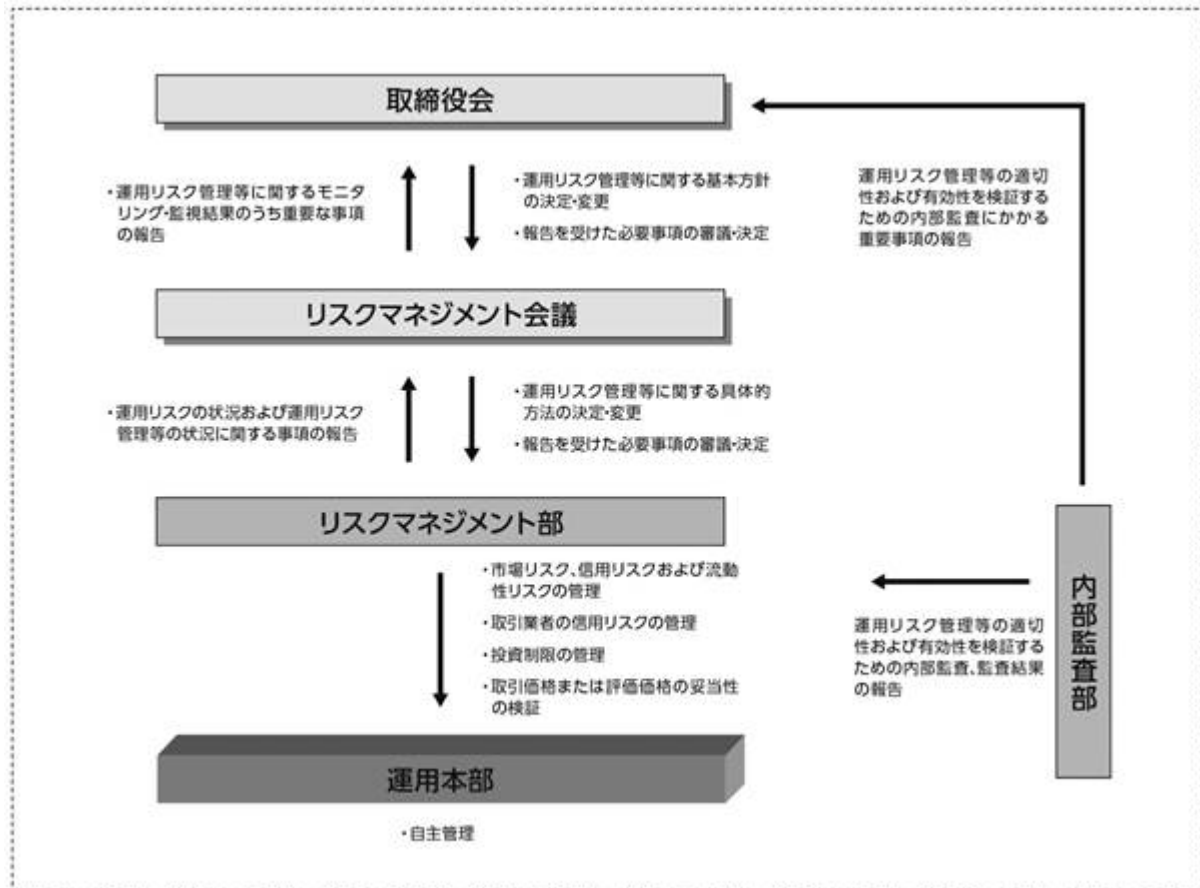 取締役会
・運用リスク管理等に関するモニタ
リング・監視結果のうち重要な事項
の報告
・運用リスク管理等に関する基本方針
の決定・変更
・報告を受けた必要事項の審議・決定
運用リスク管理等の適切
性および有効性を検証する
ための内部監査にかかる
重要事項の報告
リスクマネジメント会議
・運用リスクの状況および運用リスク
管理等の状況に関する事項の報告
・運用リスク管理等に関する具体的
方法の決定・変更
・報告を受けた必要事項の審議・決定
リスクマネジメント部
・市場リスク、信用リスクおよび流動
性リスクの管理
・取引業者の信用リスクの管理
・投資制限の管理
・取引価格または評価価格の妥当性
の検証
運用リスク管理等の適切
性および有効性を検証する
ための内部監査、監査結果
の報告
内部監査部
運用本部
・自主管理